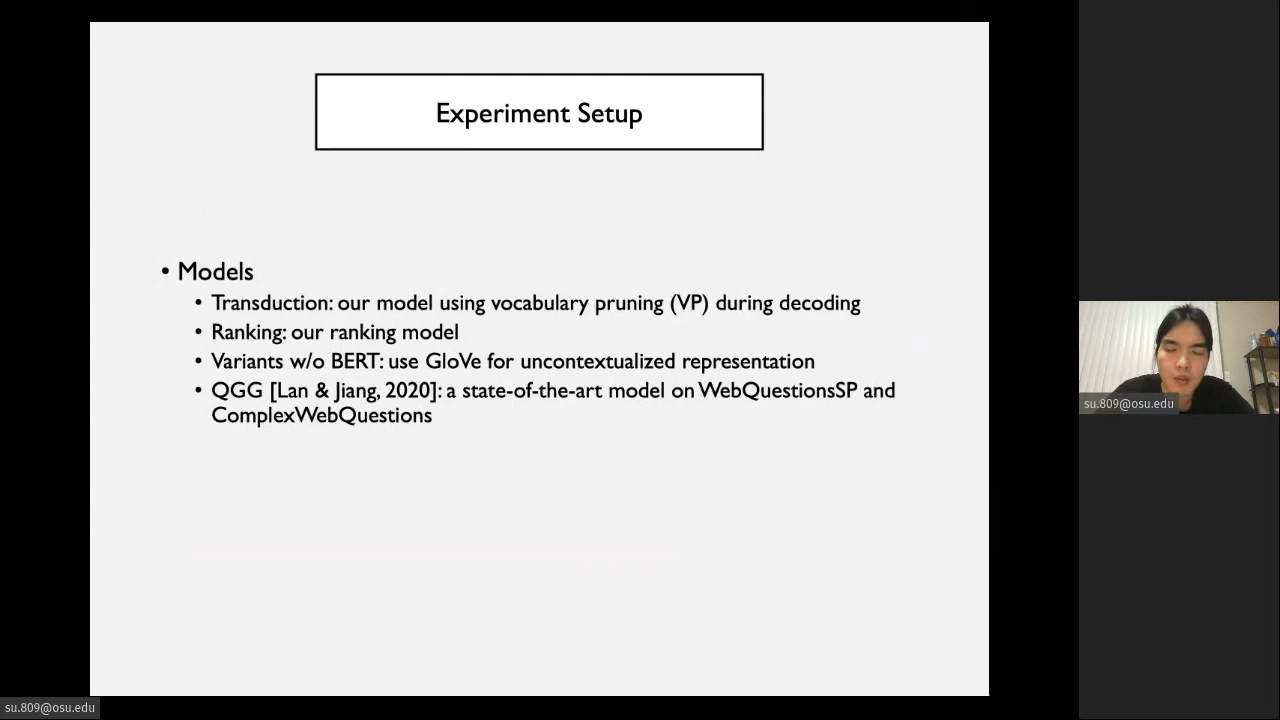 Experiment Setup
• Models
• Transduction: our model using vocabulary pruning (VP) during decoding
• Ranking: our ranking model
• Variants w/o BERT: use GloVe for uncontextualized representation
• QGG [Lan & Jiang, 2020]: a state-of-the-art model on WebQuestionsSP and
ComplexWebQuestions
su.809@osu.edu
su.809@osu.edu